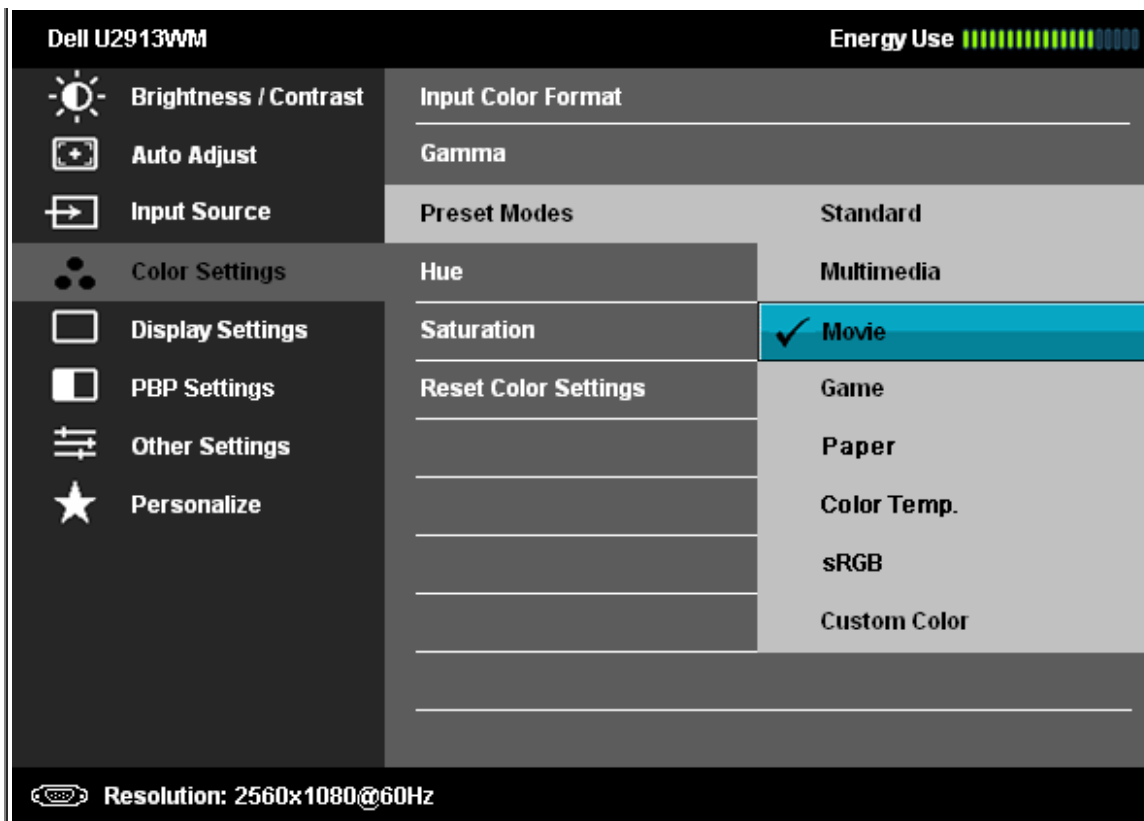 Dell U2913WM Energy Use
Brightness / Contrast Input Color Format
Auto Adjust Gamma
Input Source Preset Modes Standard
Color Settings Hue Multimedia
Display Settings Saturation Movie
PBP Settings Reset Color Settings Game
Other Settings Paper
Personalize Color Temp.
sRGB
Custom Color
Resolution: 2560x1080@60Hz